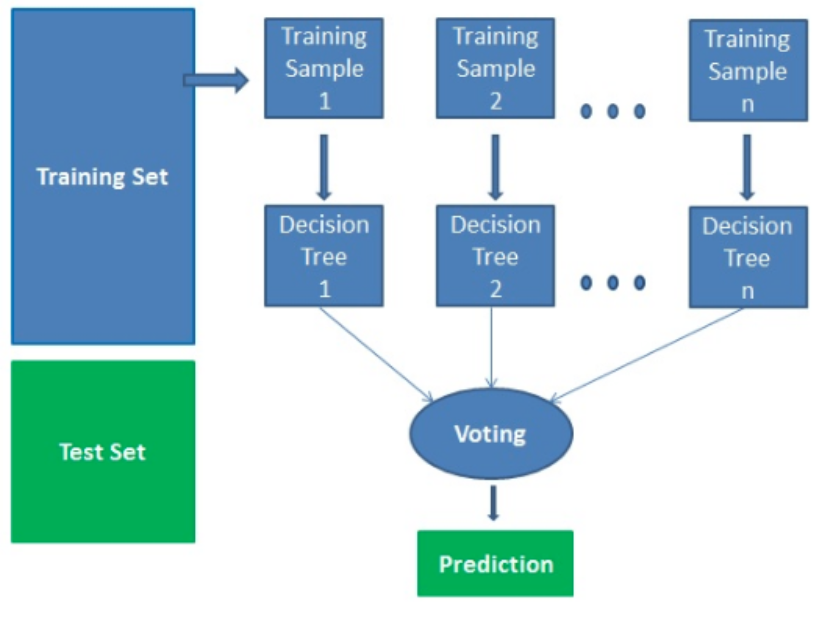 Training Set
Training
Sample
1
Training
Sample
2
Training
Sample
n
Decision
Tree
1
Decision
Tree
2
Decision
Tree
n
Test Set
Voting
Prediction